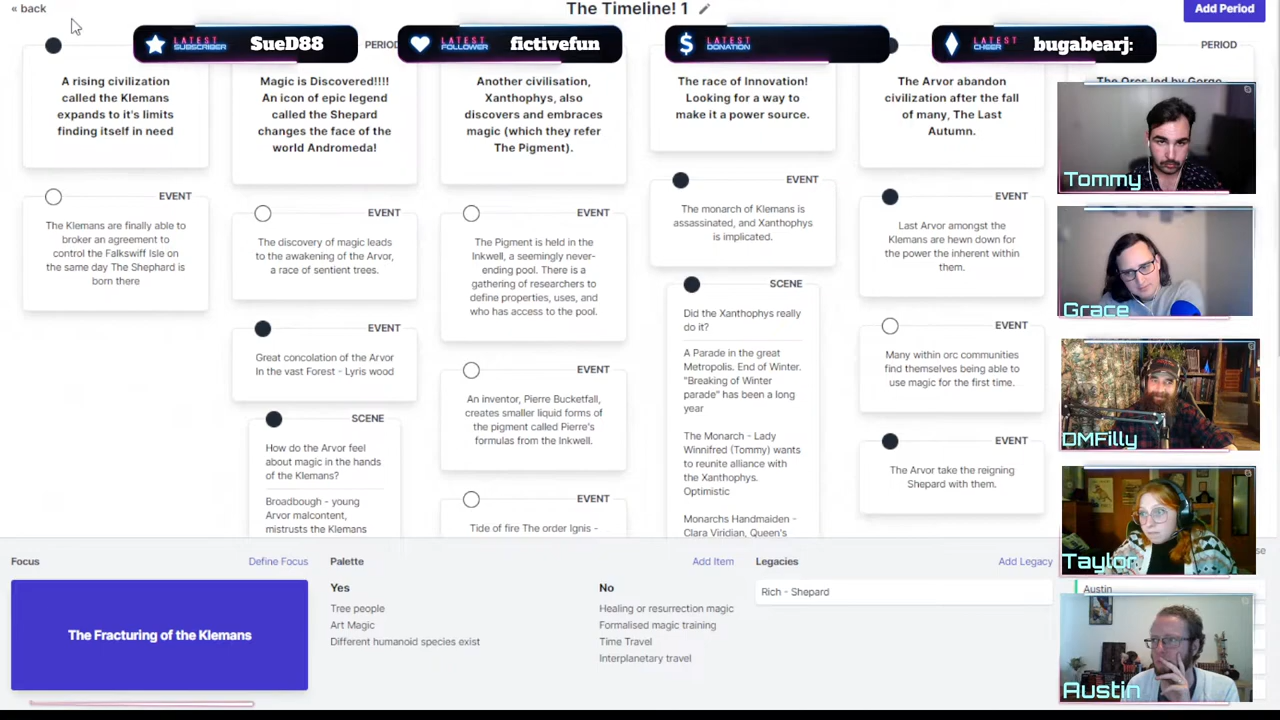 « back
The Timeline! 1
Add Period
LATEST
SUBSCRIBER
SueD88
LATEST
FOLLOWER
fictivefun
LATEST
DONATION
LATEST
CHEER
bugabearj:
A rising civilization
called the Klemans
expands to it's limits
finding itself in need
EVENT
The Klemans are finally able to
broker an agreement to
control the Falkswiff Isle on
the same day The Shephard is
born there
PERIOD
Magic is Discovered!!!!
An icon of epic legend
called the Shepard
changes the face of the
world Andromeda!
EVENT
The discovery of magic leads
to the awakening of the Arvor,
a race of sentient trees.
EVENT
Great concolation of the Arvor
In the vast Forest - Lyris wood
SCENE
How do the Arvor feel
about magic in the hands
of the Klemans?
Broadbough - young
Arvor malcontent,
mistrusts the Klemans
Another civilisation,
Xanthophys, also
discovers and embraces
magic (which they refer
The Pigment).
EVENT
The Pigment is held in the
Inkwell, a seemingly never-
ending pool. There is a
gathering of researchers to
define properties, uses, and
who has access to the pool.
EVENT
An inventor, Pierre Bucketfall,
creates smaller liquid forms of
the pigment called Pierre's
formulas from the Inkwell.
EVENT
Tide of fire The order Ignis -
The race of Innovation!
Looking for a way to
make it a power source.
EVENT
The monarch of Klemans is
assassinated, and Xanthophys
is implicated.
SCENE
Did the Xanthophys really
do it?
A Parade in the great
Metropolis. End of Winter.
"Breaking of Winter
parade" has been a long
year
The Monarch - Lady
Winnifred (Tommy) wants
to reunite alliance with
the Xanthophys.
Optimistic
Monarchs Handmaiden -
Clara Viridian, Queen's
The Arvor abandon
civilization after the fall
of many, The Last
Autumn.
EVENT
Last Arvor amongst the
Klemans are hewn down for
the power the inherent within
them.
EVENT
Many within orc communities
find themselves being able to
use magic for the first time.
EVENT
The Arvor take the reigning
Shepard with them.
PERIOD
The Orcs led by Gorge
Tommy
Grace
DMFilly
Taylor
Austin
Focus
Define Focus
The Fracturing of the Klemans
Palette
Add Item
Yes
Tree people
Art Magic
Different humanoid species exist
No
Healing or resurrection magic
Formalised magic training
Time Travel
Interplanetary travel
Legacies
Add Legacy
Rich - Shepard
Austin